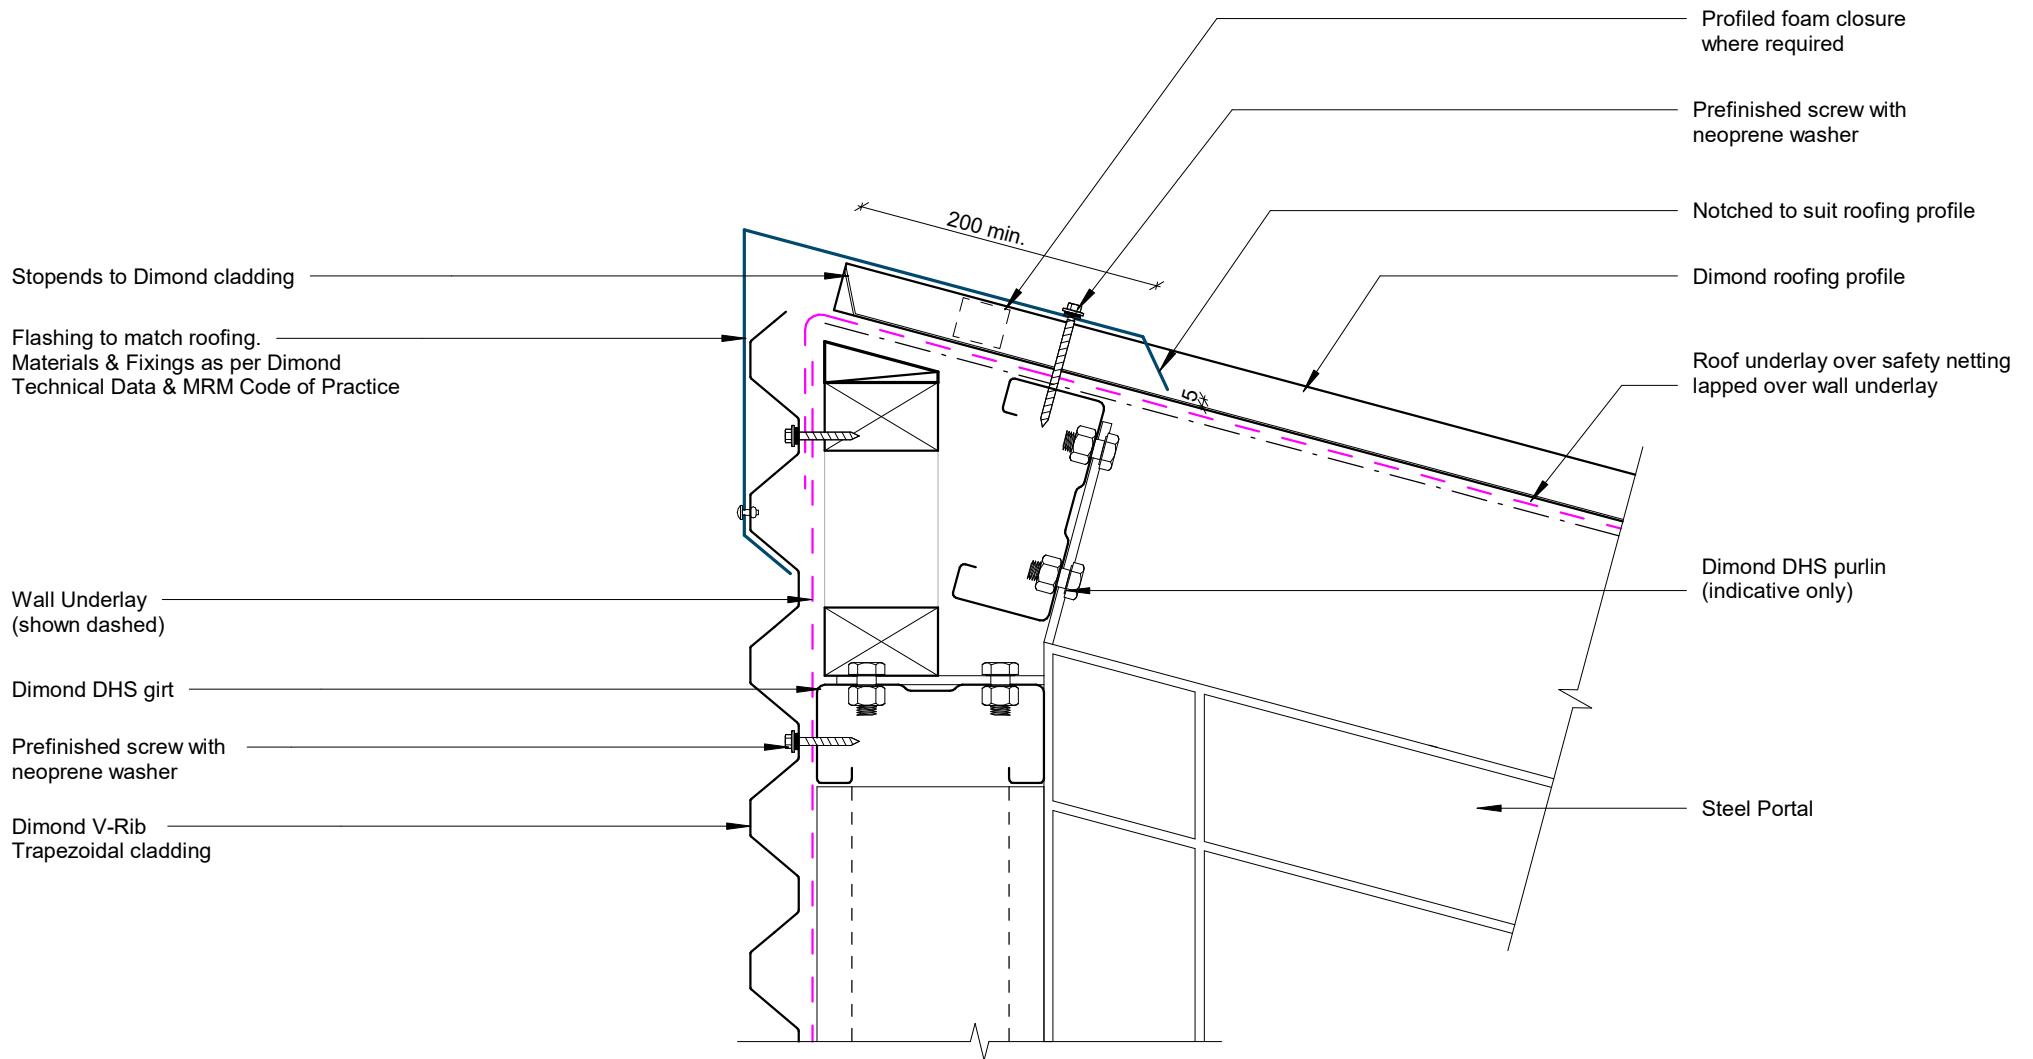 Profiled foam closure
where required
Prefinished screw with
neoprene washer
Notched to suit roofing profile
200 min.
Stopends to Dimond cladding
Dimond roofing profile
Flashing to match roofing.
Materials & Fixings as per Dimond
Technical Data & MRM Code of Practice
Roof underlay over safety netting
lapped over wall underlay
5
Wall Underlay
(shown dashed)
Dimond DHS purlin
(indicative only)
Dimond DHS girt
Prefinished screw with
neoprene washer
Steel Portal
Dimond V-Rib
Trapezoidal cladding